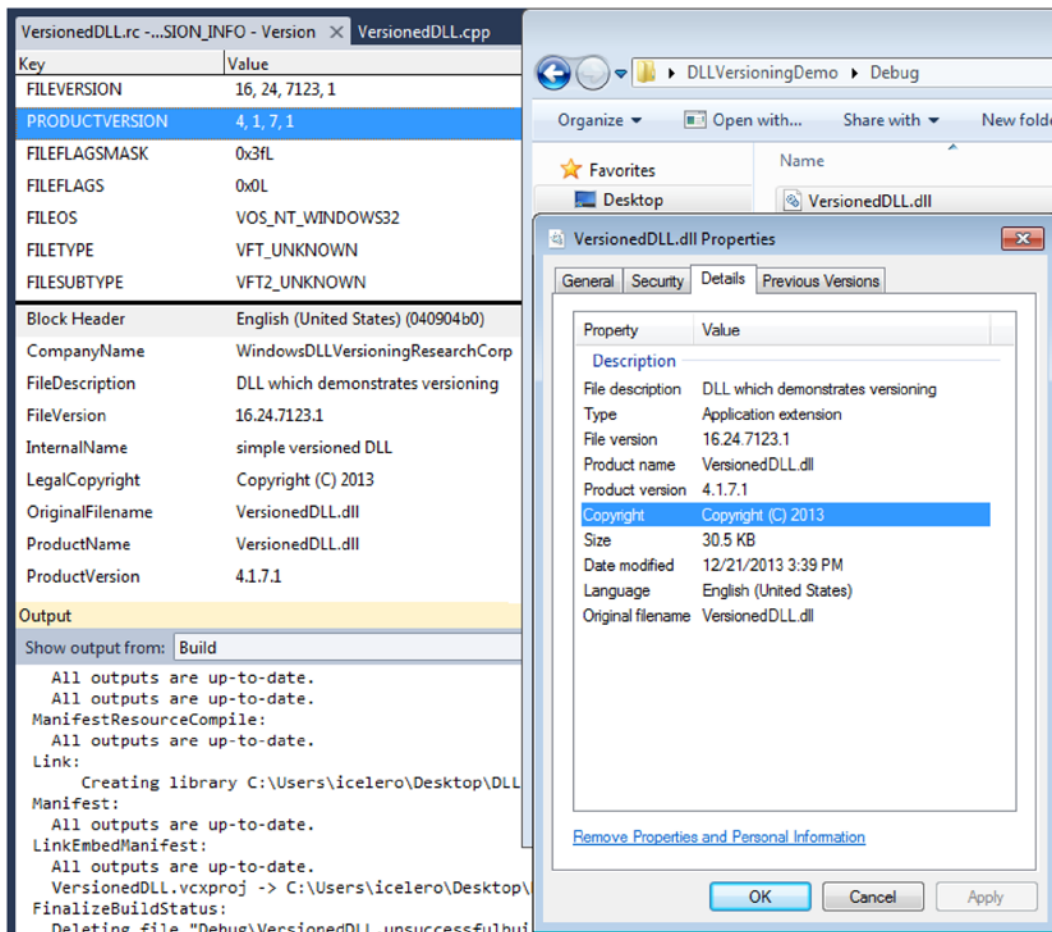 VersionedDLL.rc -...SION_INFO - Version
VersionedDLL.cpp
Key Value
FILEVERSION 16, 24, 7123, 1
PRODUCTVERSION 4, 1, 7, 1
FILEFLAGSMASK 0x3fL
FILEFLAGS 0x0L
FILEOS VOS_NT_WINDOWS32
FILETYPE VFT_UNKNOWN
FILESUBTYPE VFT2_UNKNOWN
Block Header English (United States) (040904b0)
CompanyName WindowsDLLVersioningResearchCorp
FileDescription DLL which demonstrates versioning
FileVersion 16.24.7123.1
InternalName simple versioned DLL
LegalCopyright Copyright (C) 2013
OriginalFilename VersionedDLL.dll
ProductName VersionedDLL.dll
ProductVersion 4.1.7.1
Output
Show output from: Build
All outputs are up-to-date.
All outputs are up-to-date.
ManifestResourceCompile:
All outputs are up-to-date.
Link:
Creating library C:\Users\icelero\Desktop\DLL
Manifest:
All outputs are up-to-date.
LinkEmbedManifest:
All outputs are up-to-date.
VersionedDLL.vcxproj -> C:\Users\icelero\Desktop\
FinalizeBuildStatus:
Deleting file "Debug\VersionedDLL.unsuccessfulbui
DLLVersioningDemo Debug
Organize Open with... Share with New folde
Favorites
Desktop
Name
VersionedDLL.dll
VersionedDLL.dll Properties
General Security Details Previous Versions
Property Value
Description
File description DLL which demonstrates versioning
Type Application extension
File version 16.24.7123.1
Product name VersionedDLL.dll
Product version 4.1.7.1
Copyright Copyright (C) 2013
Size 30.5 KB
Date modified 12/21/2013 3:39 PM
Language English (United States)
Original filename VersionedDLL.dll
Remove Properties and Personal Information
OK Cancel Apply